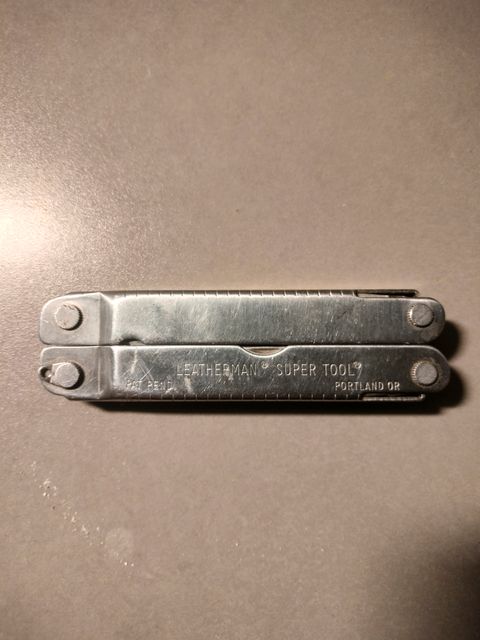 LEATHERMAN® SUPER TOOL®
PAT PEND PORTLAND OR